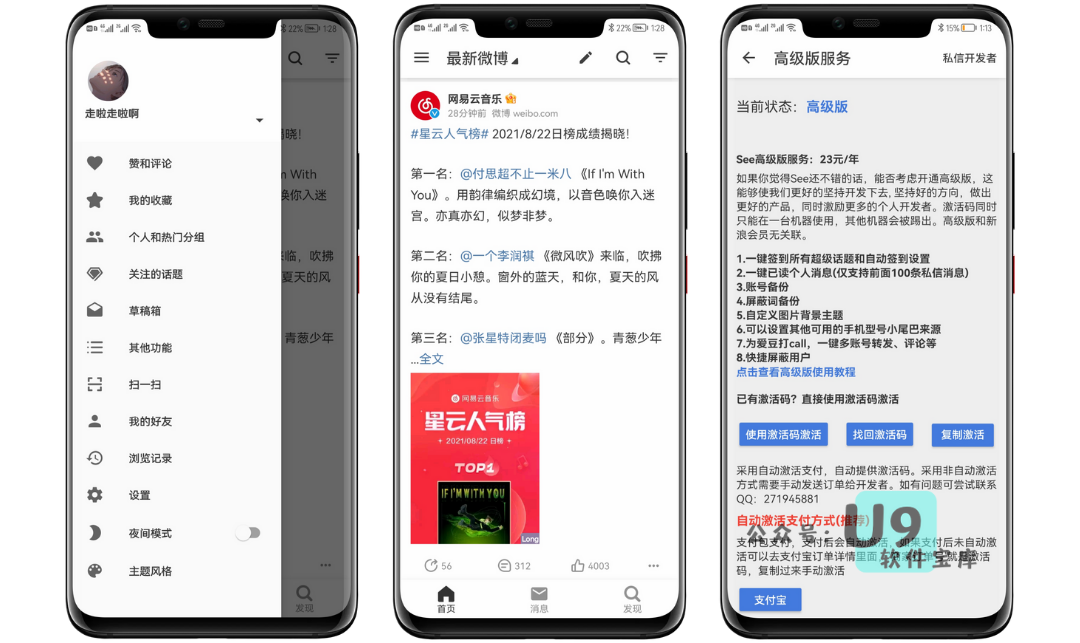 22% 1:28
走啦走啦啊
赞和评论
我的收藏
个人和热门分组
关注的话题
草稿箱
其他功能
扫一扫
我的好友
浏览记录
设置
夜间模式
主题风格
揭晓!
'm With
唤你入迷
临，吹拂
夏天的风
青葱少年
发现
22% 1:28
最新微博
网易云音乐
28分钟前 微博 weibo.com
#星云人气榜# 2021/8/22日榜成绩揭晓!
第一名：@付思超不止一米八 《If I'm With
You》。用韵律编织成幻境，以音色唤你入迷
宫。亦真亦幻，似梦非梦。
第二名：@一个李润祺 《微风吹》来临，吹拂
你的夏日小憩。窗外的蓝天，和你，夏天的风
从没有结尾。
第三名：@张星特闭麦吗 《部分》。青葱少年
...全文
网易云音乐
星云人气榜
2021/08/22 日榜
TOP1
IF I'M WITH YOU
Long
56
312
4003
首页
消息
发现
15% 1:13
高级版服务
私信开发者
当前状态：高级版
See高级版服务：23元/年
如果你觉得See还不错的话，能否考虑开通高级版，这
能够使我们更好的坚持开发下去,坚持好的方向，做出
更好的产品，同时激励更多的个人开发者。激活码同时
只能在一台机器使用，其他机器会被踢出。高级版和新
浪会员无关联。
1.一键签到所有超级话题和自动签到设置
2.一键已读个人消息(仅支持前面100条私信消息)
3.账号备份
4.屏蔽词备份
5.自定义图片背景主题
6.可以设置其他可用的手机型号小尾巴来源
7.为爱豆打call，一键多账号转发、评论等
8.快捷屏蔽用户
点击查看高级版使用教程
已有激活码？直接使用激活码激活
使用激活码激活
找回激活码
复制激活
采用自动激活支付，自动提供激活码。采用非自动激活
方式需要手动发送订单给开发者。如有问题可尝试联系
QQ：271945881
自动激活支付方式(推荐)
支付包支付，支付后会自动激活，如果支付后未自动激
活可以去支付宝订单详情里面，商家订单号就是激活
码，复制过来手动激活
支付宝
公众号：U9
软件宝库